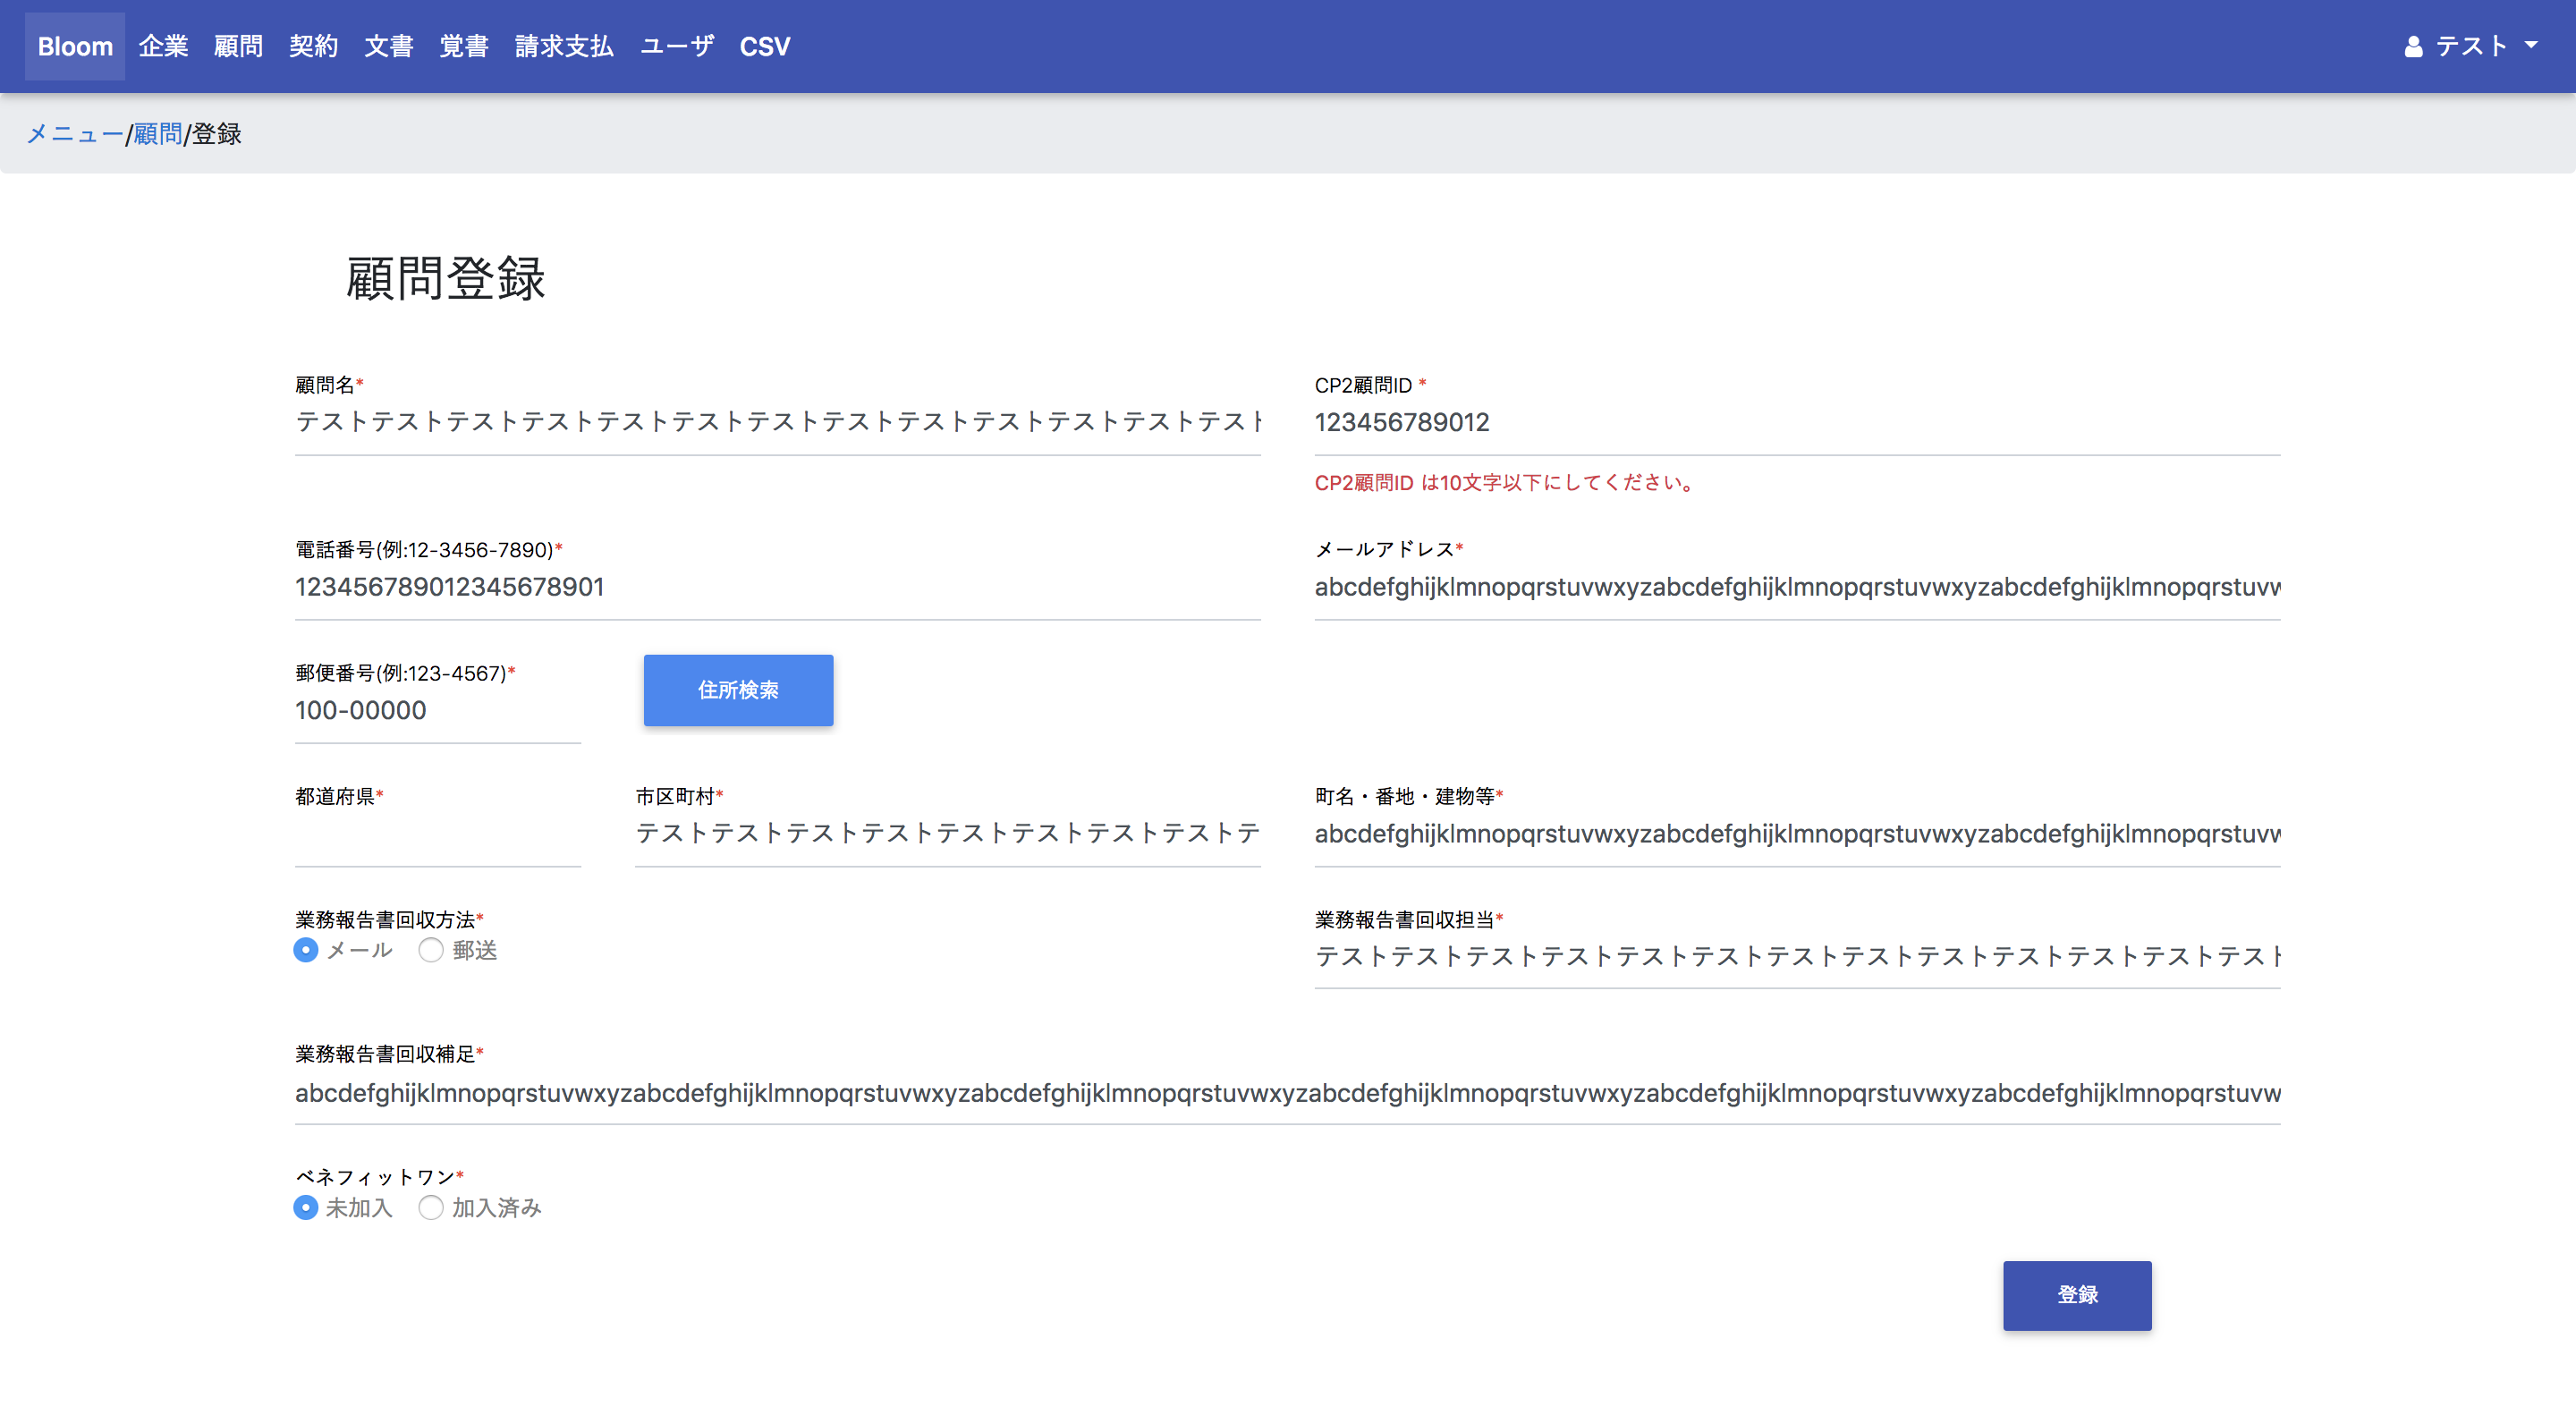 Bloom 企業 顧問 契約 文書 覚書 請求支払 ユーザ CSV テスト
メニュー/顧問/登録
顧問登録
顧問名* CP2顧問ID *
テストテストテストテストテストテストテストテストテストテストテストテストテスト 123456789012
CP2顧問ID は10文字以下にしてください。
電話番号(例:12-3456-7890)* メールアドレス*
123456789012345678901 abcdefghijklmnopqrstuvwxyzabcdefghijklmnopqrstuvwxyzabcdefghijklmnopqrstuvw
郵便番号(例:123-4567)* 住所検索
100-00000
都道府県* 市区町村* 町名・番地・建物等*
テストテストテストテストテストテストテストテストテ abcdefghijklmnopqrstuvwxyzabcdefghijklmnopqrstuvwxyzabcdefghijklmnopqrstuvw
業務報告書回収方法* 業務報告書回収担当*
メール 郵送 テストテストテストテストテストテストテストテストテストテストテストテストテスト
業務報告書回収補足*
abcdefghijklmnopqrstuvwxyzabcdefghijklmnopqrstuvwxyzabcdefghijklmnopqrstuvwxyzabcdefghijklmnopqrstuvwxyzabcdefghijklmnopqrstuvwxyzabcdefghijklmnopqrstuvw
ベネフィットワン*
未加入 加入済み
登録